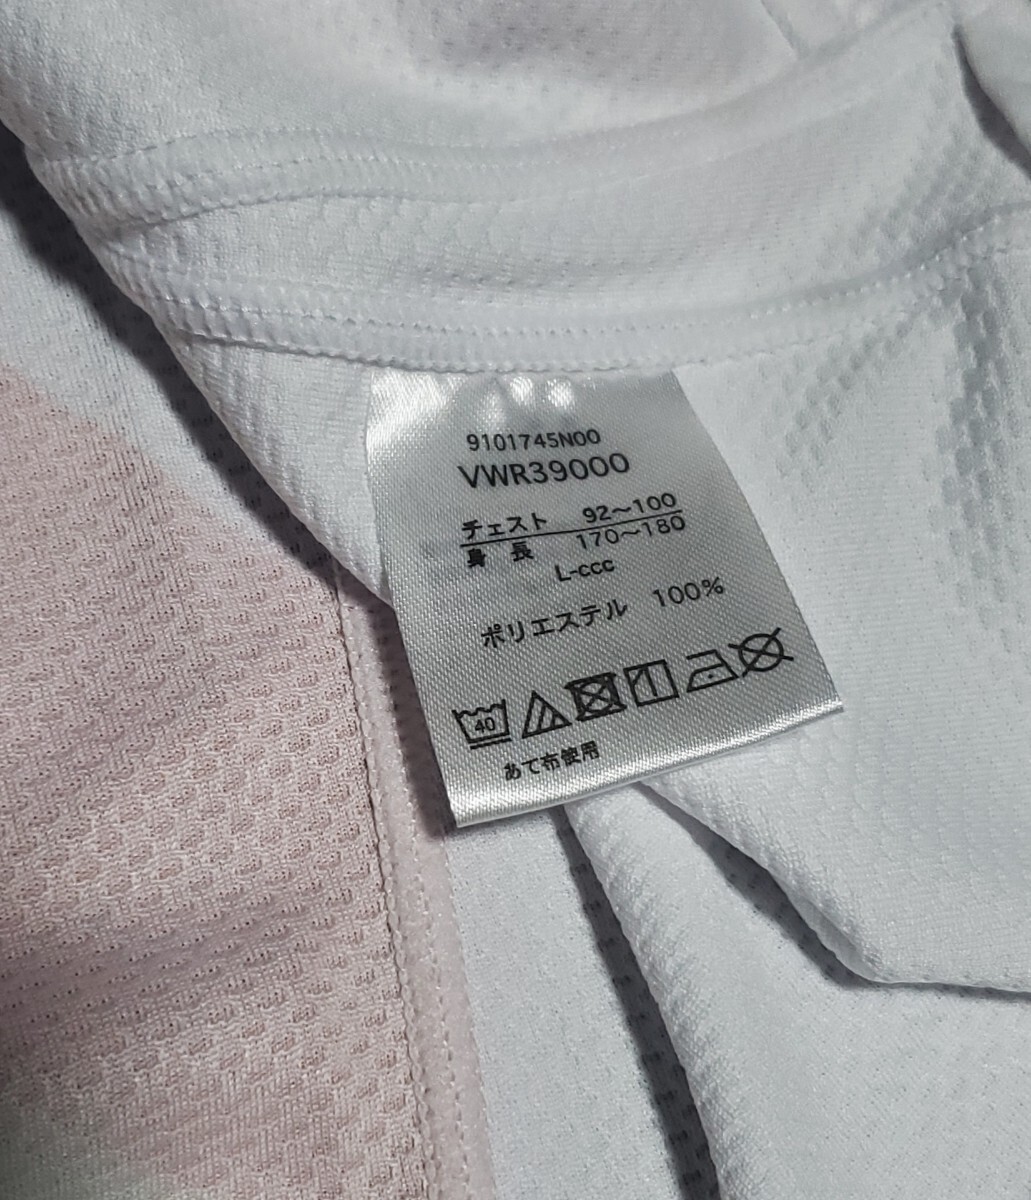 9101745N00
VWR39000
チェスト 92～100
身 長 170～180
L-ccc
ポリエステル 100%
40
あて布使用